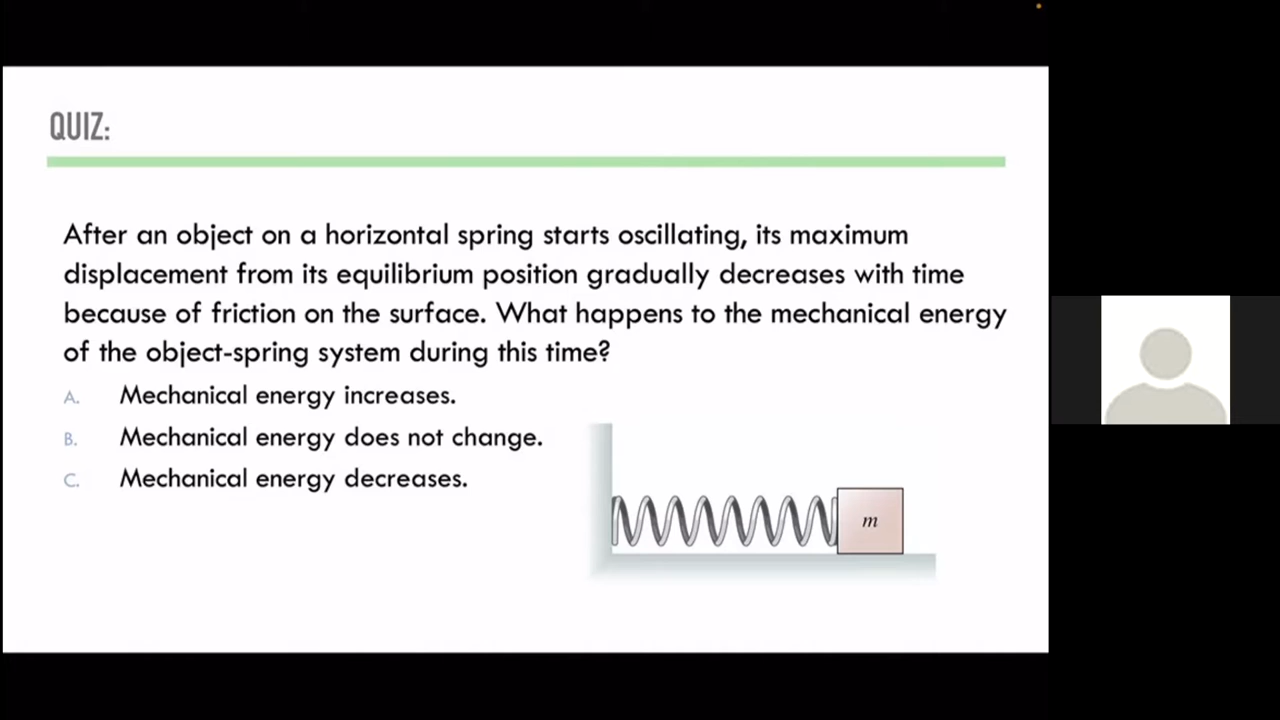 QUIZ:
After an object on a horizontal spring starts oscillating, its maximum
displacement from its equilibrium position gradually decreases with time
because of friction on the surface. What happens to the mechanical energy
of the object-spring system during this time?
A. Mechanical energy increases.
B. Mechanical energy does not change.
C. Mechanical energy decreases.
m